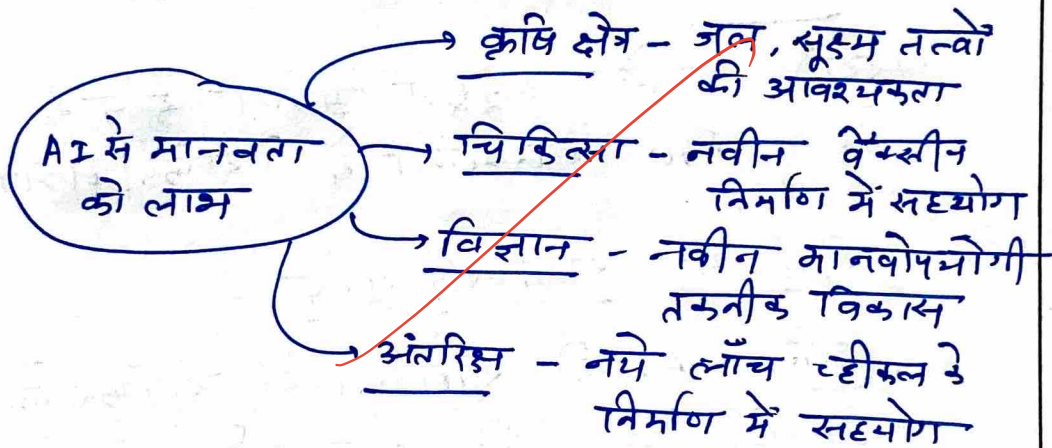 कृषि क्षेत्र - जल, सूक्ष्म तत्वों
की आवश्यकता
AI से मानवता
को लाभ
चिकित्सा - नवीन वैक्सीन
निर्माण में सहयोग
विज्ञान - नवीन मानवोपयोगी
तकनीक विकास
अंतरिक्ष - नये लाँच व्हीकल के
निर्माण में सहयोग